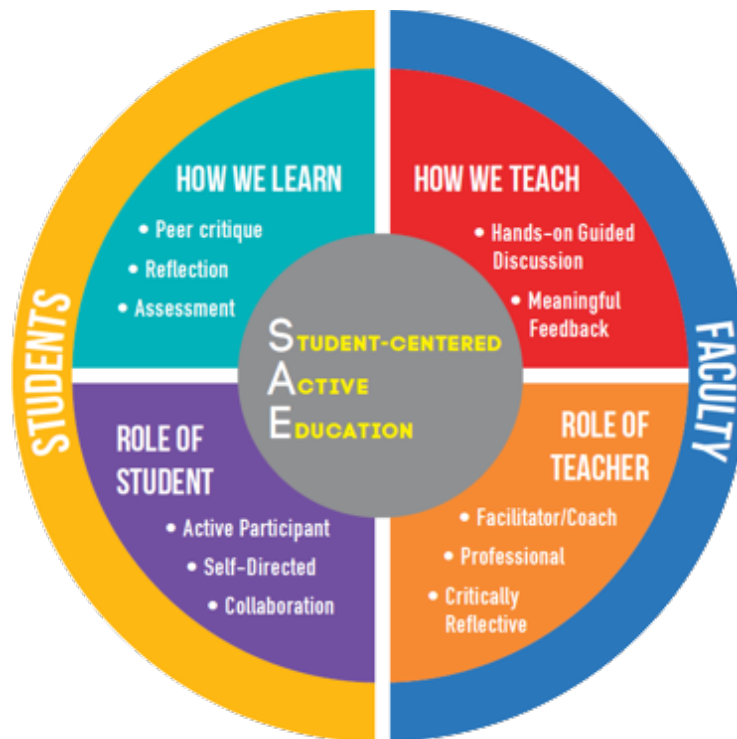 STUDENTS
HOW WE LEARN
• Peer critique
• Reflection
• Assessment
HOW WE TEACH
• Hands-on Guided
Discussion
• Meaningful
Feedback
FACULTY
STUDENT-CENTERED
ACTIVE
EDUCATION
ROLE OF
STUDENT
• Active Participant
• Self-Directed
• Collaboration
ROLE OF
TEACHER
• Facilitator/Coach
• Professional
• Critically
Reflective